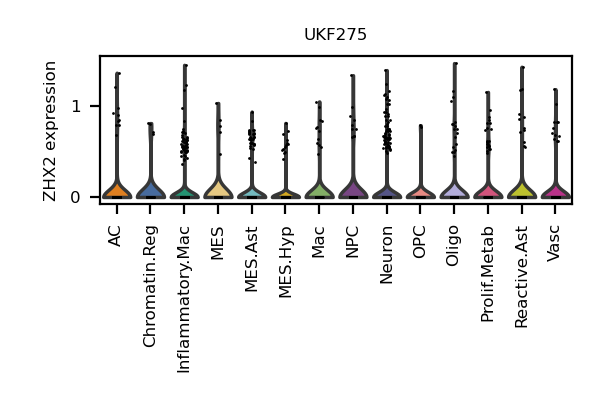 UKF275
ZHX2 expression
1
0
AC
Chromatin.Reg
Inflammatory.Mac
MES
MES.Ast
MES.Hyp
Mac
NPC
Neuron
OPC
Oligo
Prolif.Metab
Reactive.Ast
Vasc